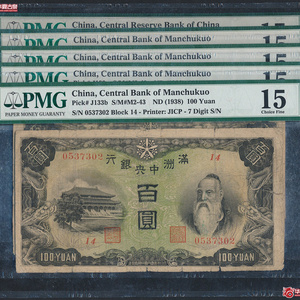 China, Central Reserve Bank of China
15
China, Central Bank of Manchukuo
15
China, Central Bank of Manchukuo
15
China, Central Bank of Manchukuo
15
PMG
PAPER MONEY GUARANTY
China, Central Bank of Manchukuo
Pick# J133b S/M#M2-43 ND (1938) 100 Yuan
S/N 0537302 Block 14 - Printer: JICP - 7 Digit S/N
15
Choice Fine
0537302
14
行銀央中洲滿
百圓
14
0537302
100 YUAN
100 YUAN